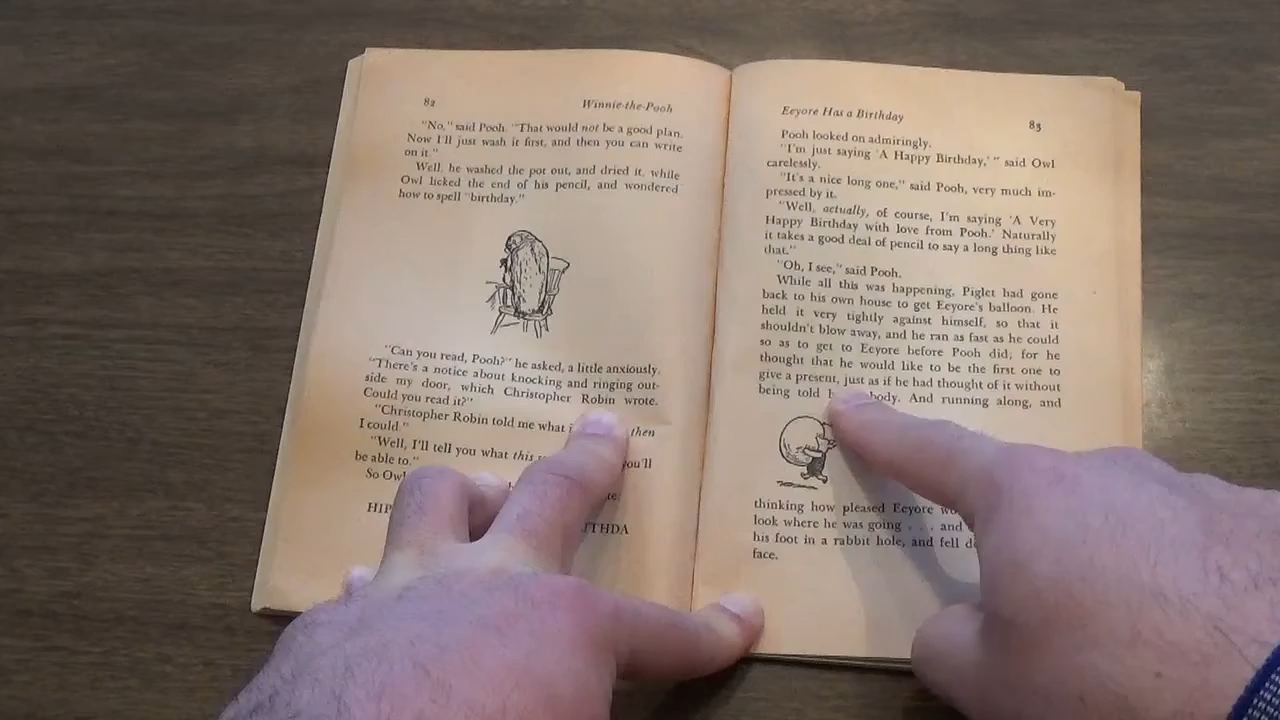 82
Winnie-the-Pooh
"No," said Pooh. "That would not be a good plan.
Now I'll just wash it first, and then you can write
on it."
Well, he washed the pot out, and dried it, while
Owl licked the end of his pencil, and wondered
how to spell "birthday."
"Can you read, Pooh?" he asked, a little anxiously.
"There's a notice about knocking and ringing out-
side my door, which Christopher Robin wrote.
Could you read it?"
"Christopher Robin told me what then
I could."
"Well, I'll tell you what this you'll
be able to."
So
HIP
Eeyore Has a Birthday
83
Pooh looked on admiringly.
"I'm just saying 'A Happy Birthday,' " said Owl
carelessly.
"It's a nice long one," said Pooh, very much im-
pressed by it.
"Well, actually, of course, I'm saying 'A Very
Happy Birthday with love from Pooh.' Naturally
it takes a good deal of pencil to say a long thing like
that."
"Oh, I see," said Pooh.
While all this was happening, Piglet had gone
back to his own house to get Eeyore's balloon. He
held it very tightly against himself, so that it
shouldn't blow away, and he ran as fast as he could
so as to get to Eeyore before Pooh did; for he
thought that he would like to be the first one to
give a present, just as if he had thought of it without
being told body. And running along, and
thinking how pleased Eeyore
look where he was going . . . and
his foot in a rabbit hole, and fell
face.